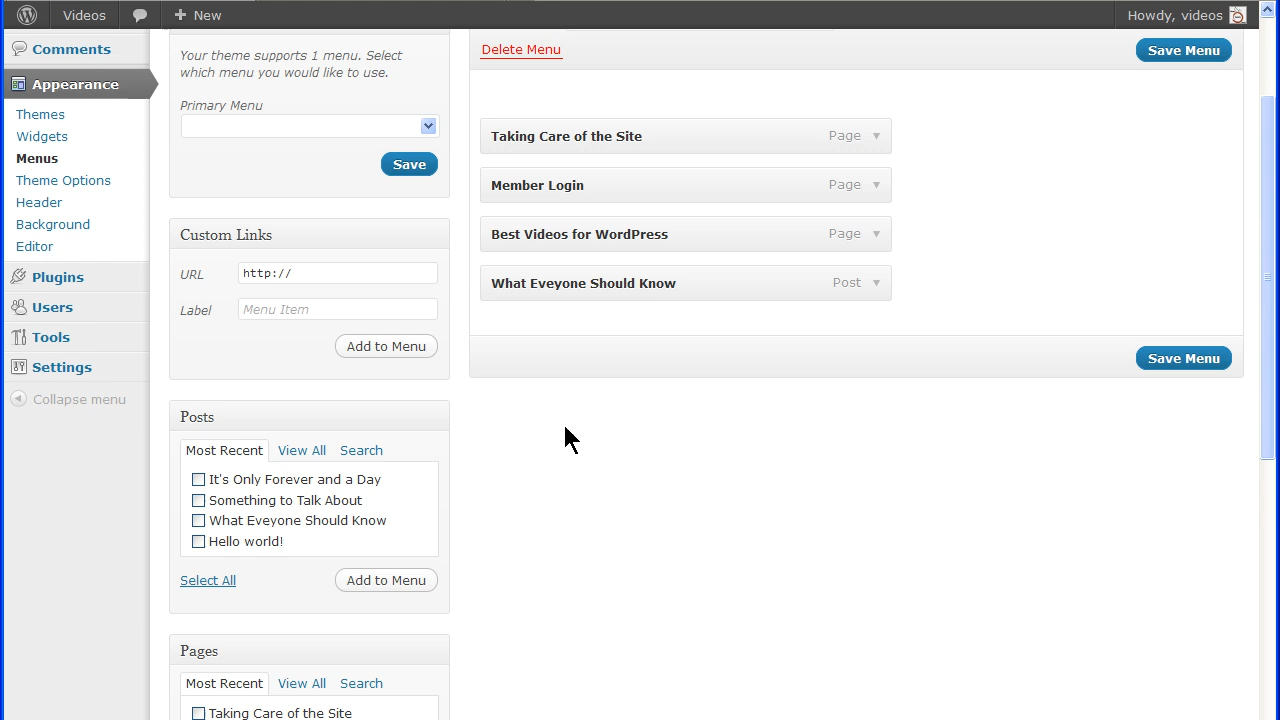 Videos
New
Howdy, videos
Comments
Appearance
Themes
Widgets
Menus
Theme Options
Header
Background
Editor
Plugins
Users
Tools
Settings
Collapse menu
Your theme supports 1 menu. Select
which menu you would like to use.
Primary Menu
Save
Custom Links
URL http://
Label Menu Item
Add to Menu
Posts
Most Recent View All Search
It's Only Forever and a Day
Something to Talk About
What Eveyone Should Know
Hello world!
Select All Add to Menu
Pages
Most Recent View All Search
Taking Care of the Site
Delete Menu Save Menu
Taking Care of the Site Page
Member Login Page
Best Videos for WordPress Page
What Eveyone Should Know Post
Save Menu